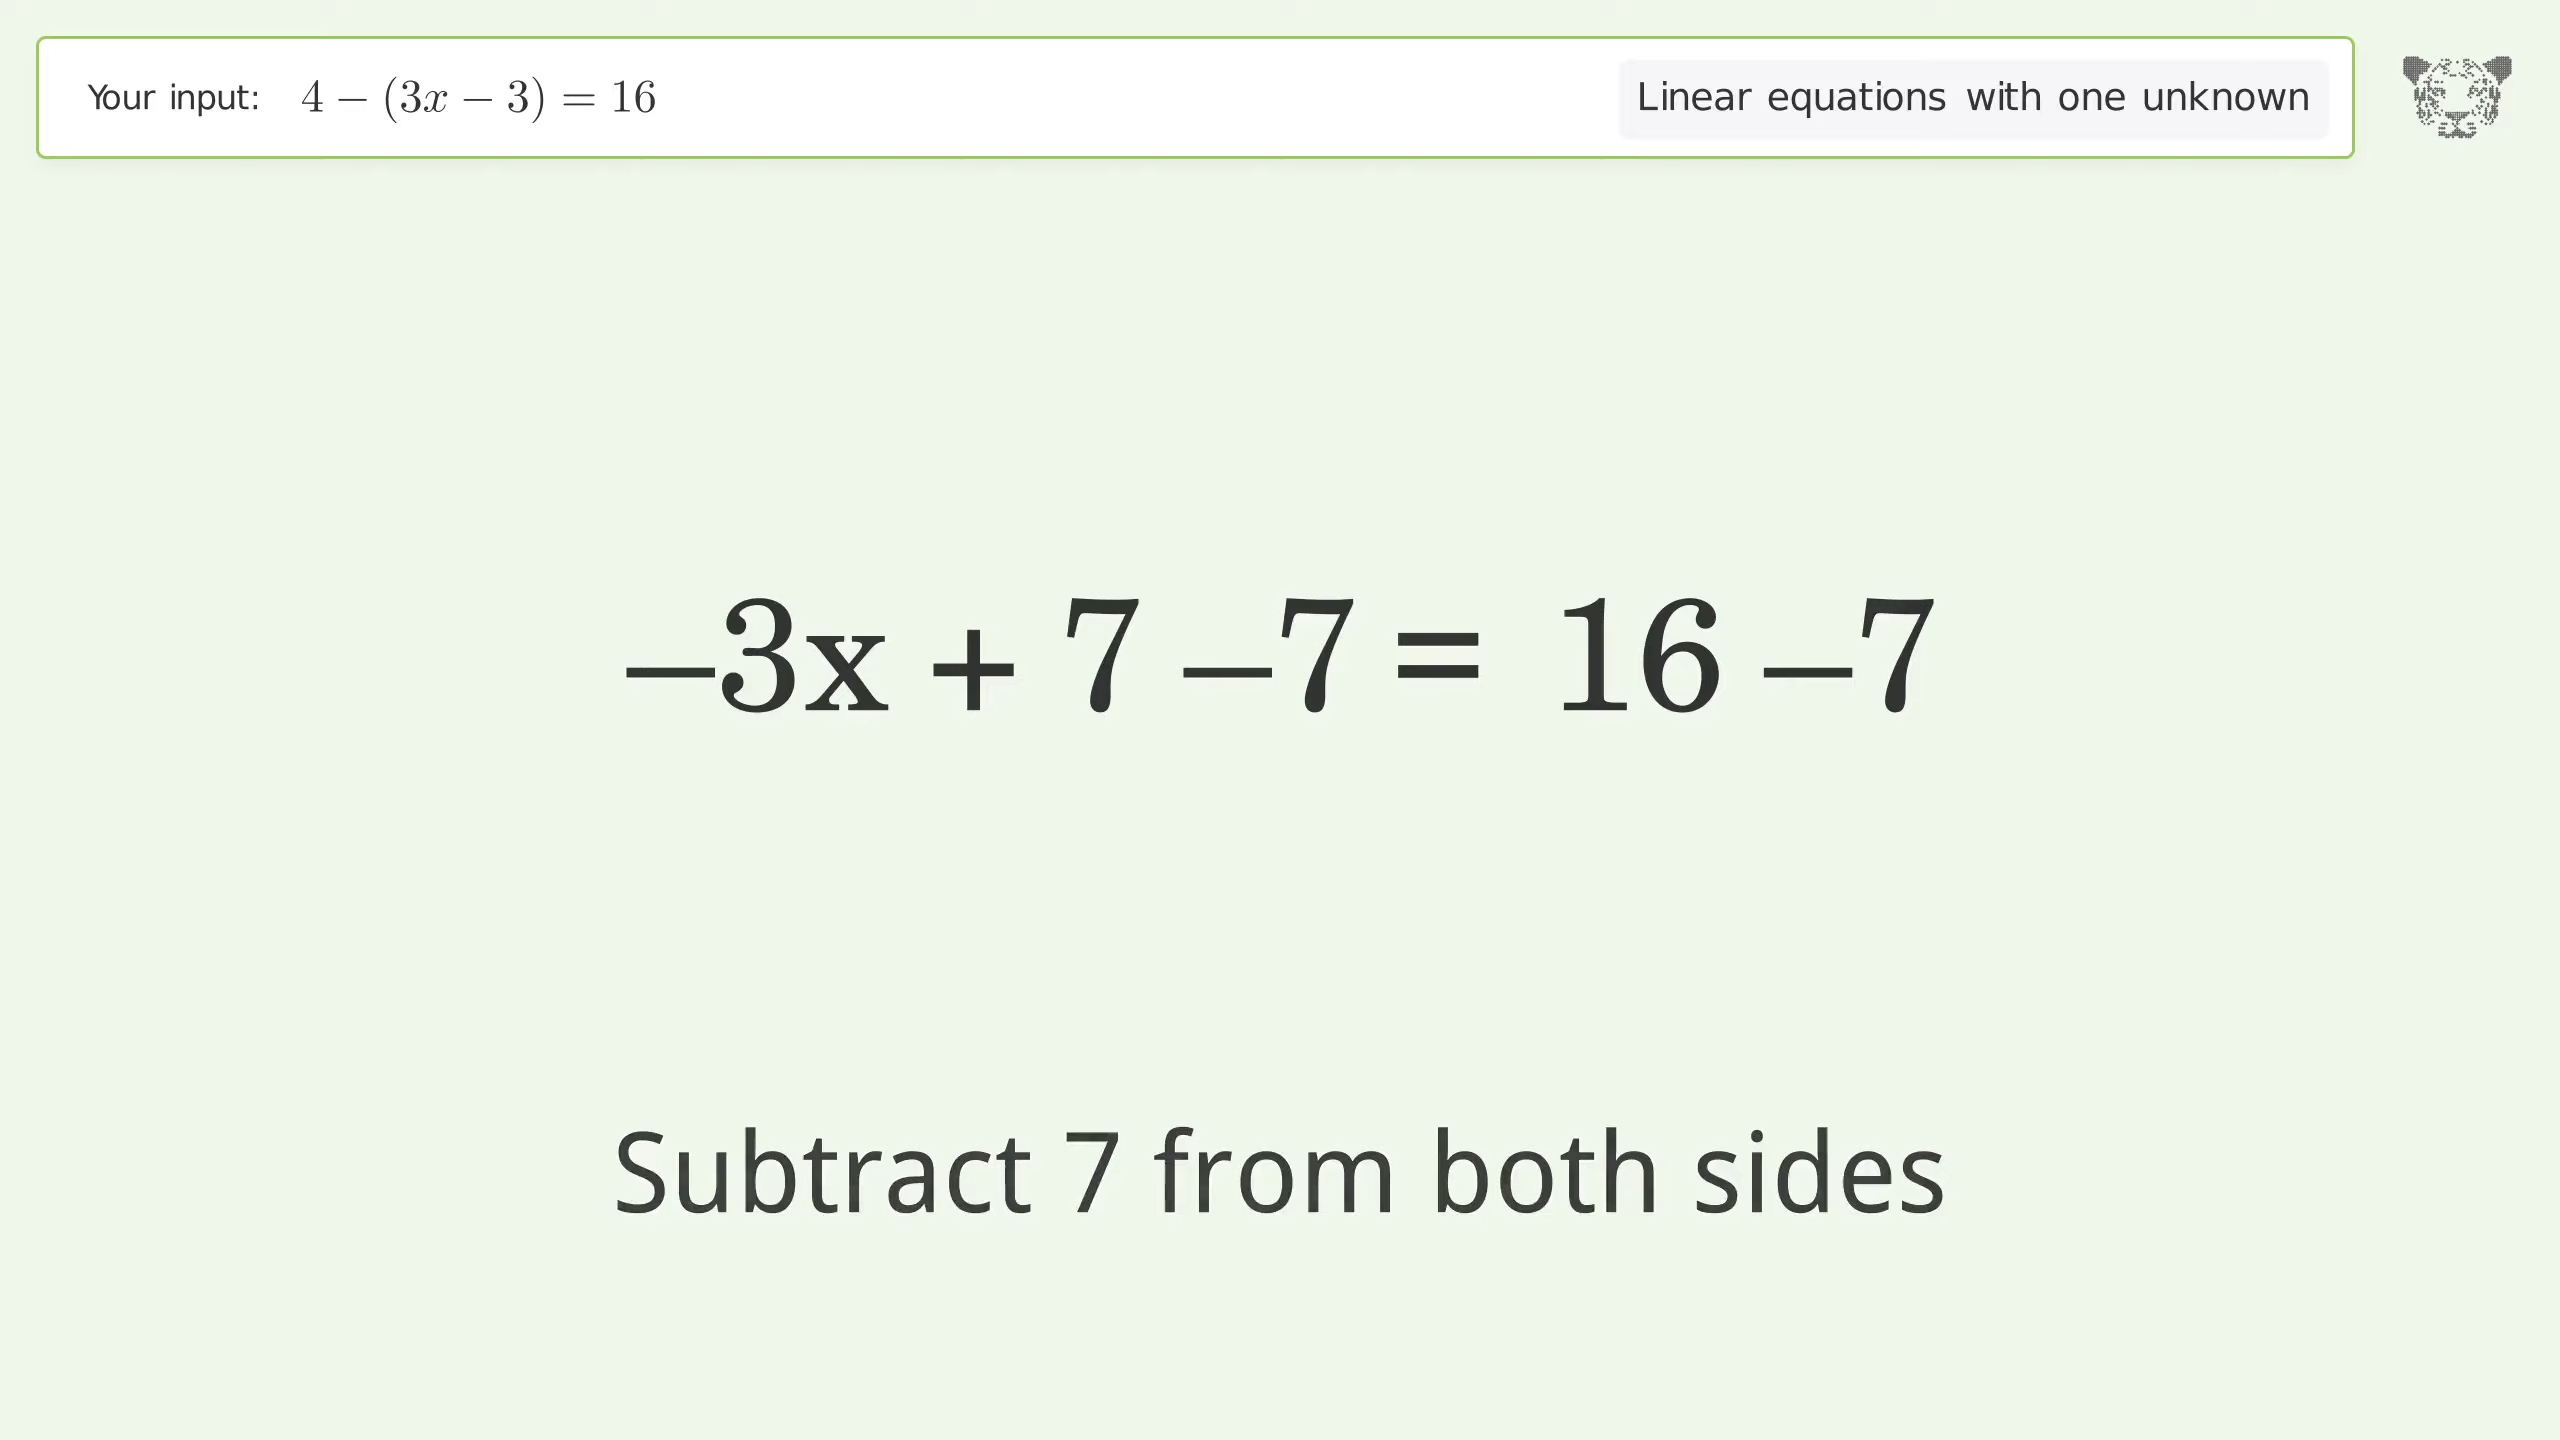 Your input: 4 − (3x − 3) = 16
Linear equations with one unknown
–3x + 7 –7 = 16 –7
Subtract 7 from both sides